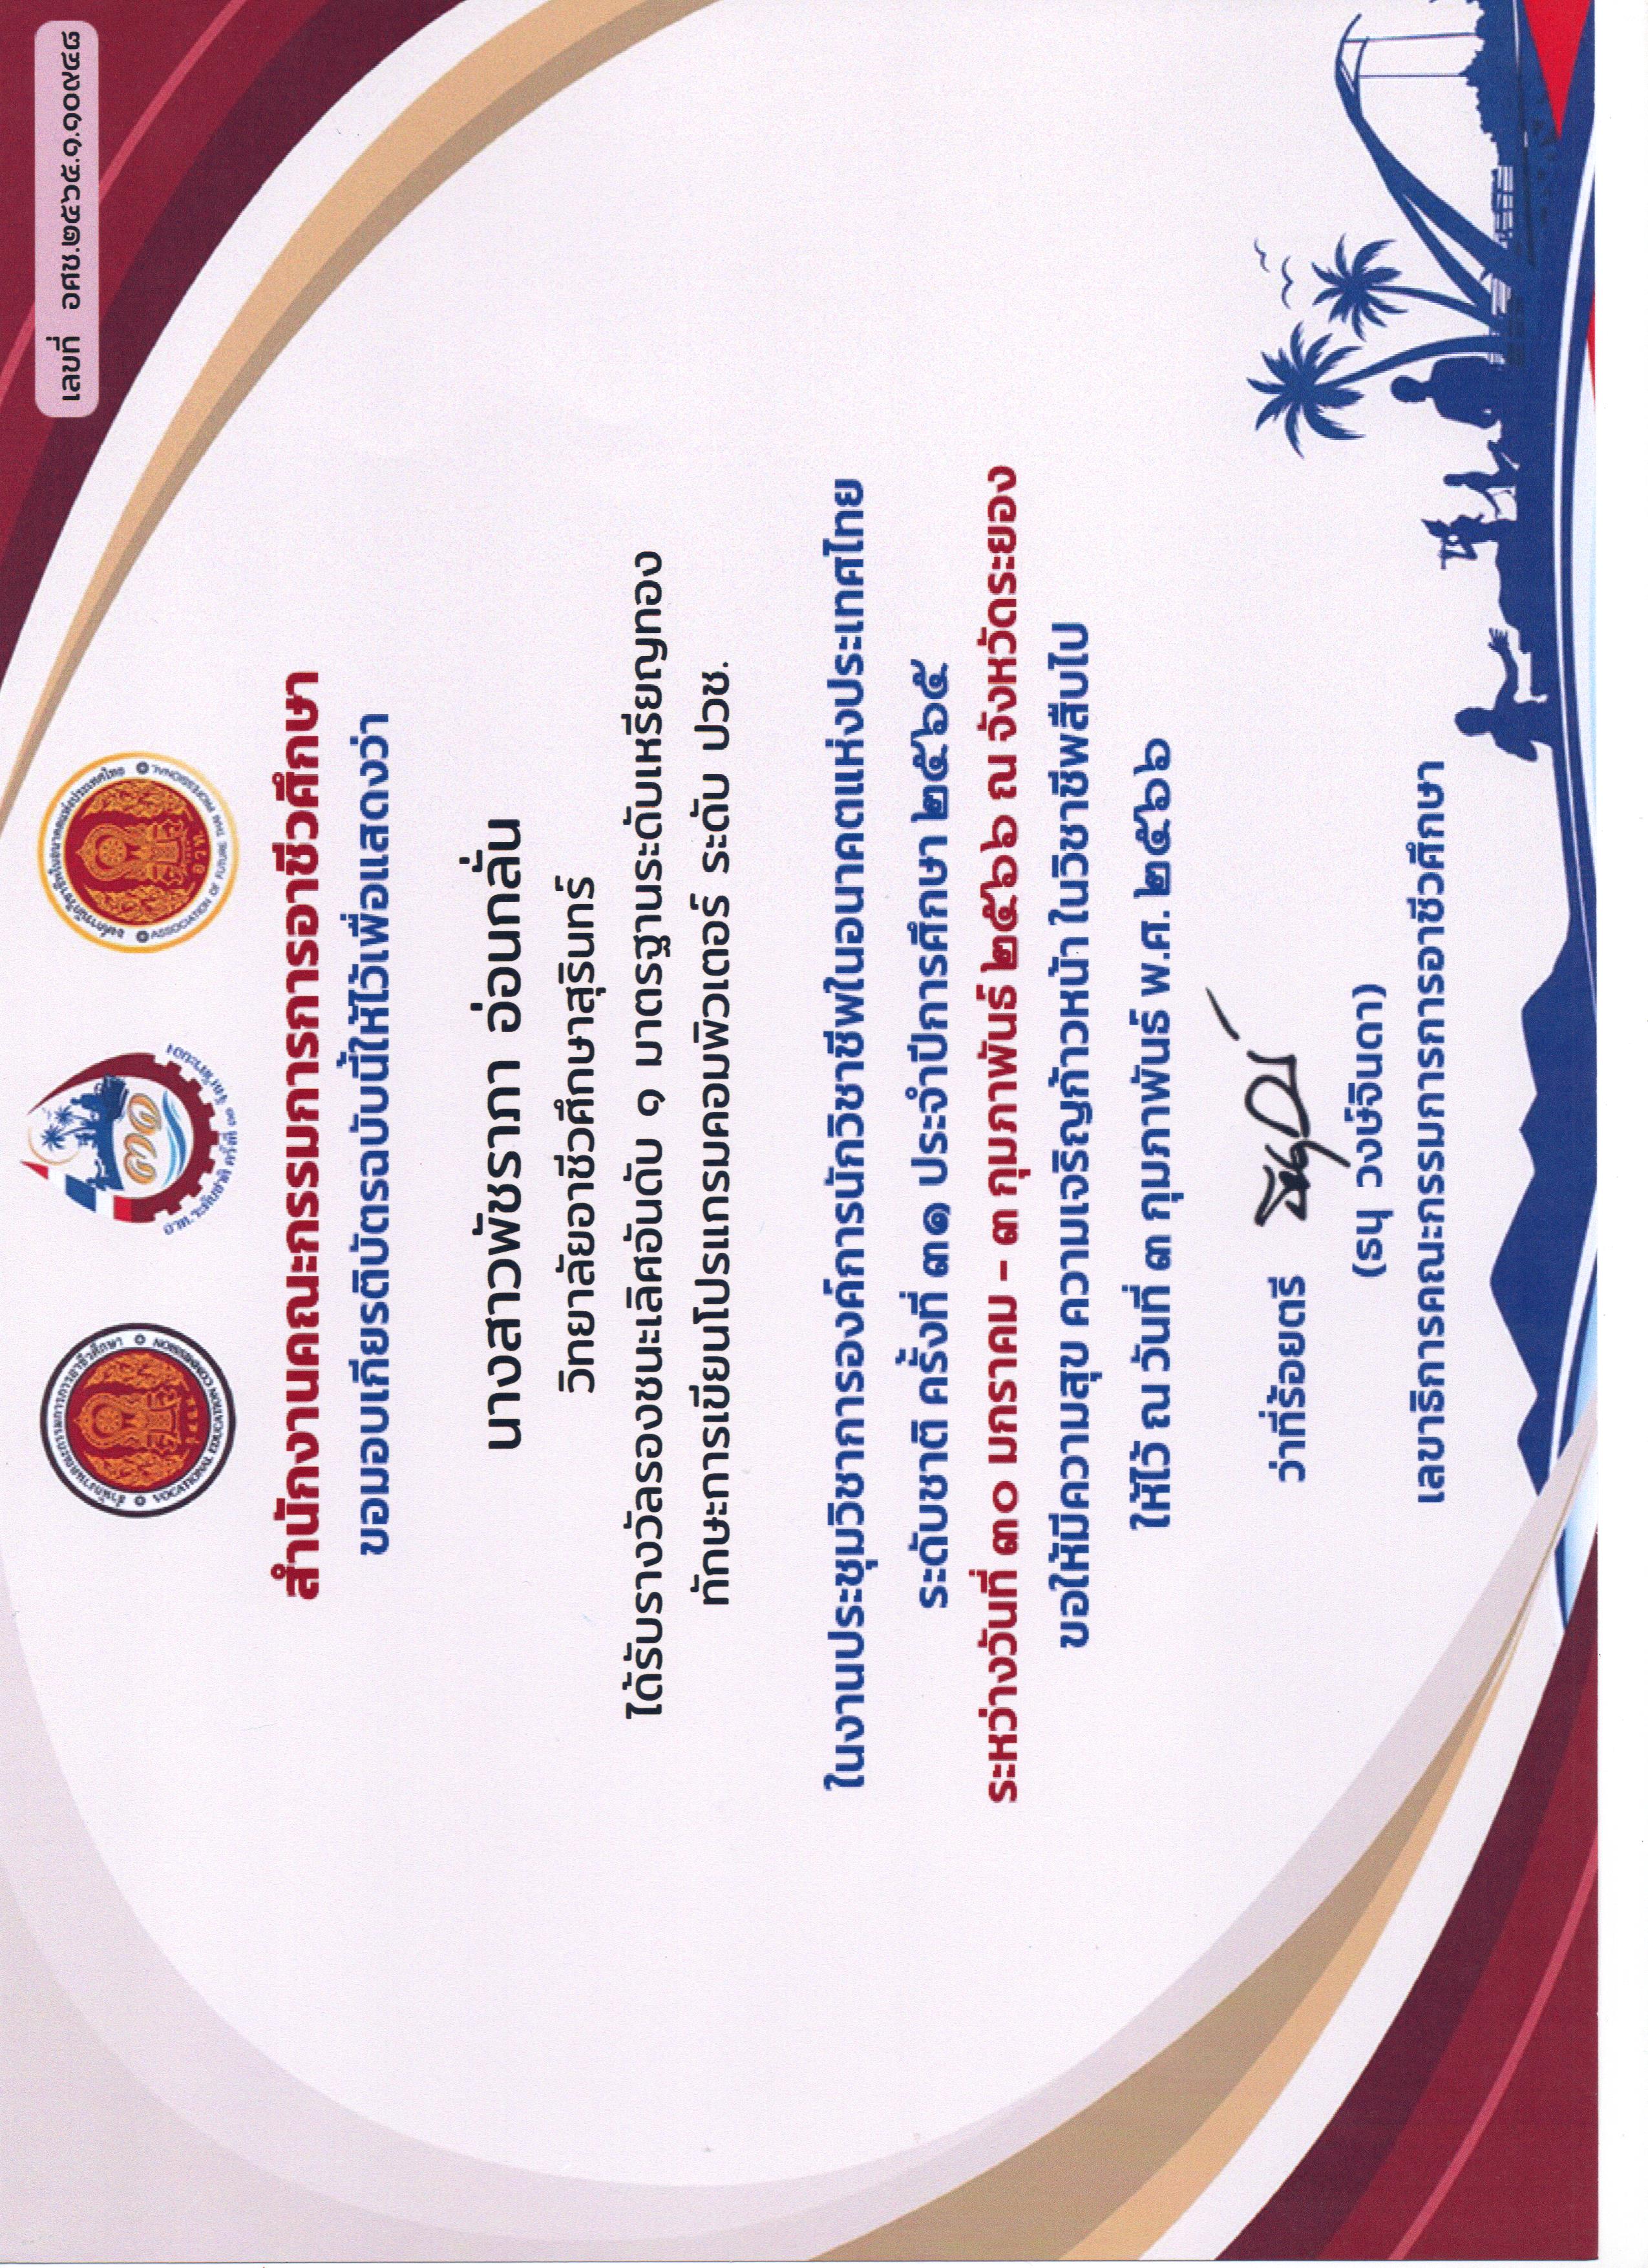 เลขที่ อศช.๒๕๖๕.๑.๑๐๙๔๘
สำนักงานคณะกรรมการการอาชีวศึกษา
VOCATIONAL EDUCATION COMMISSION
๓๑
อวท.ระดับชาติ ครั้งที่ ๓๑ จังหวัดระยอง
องค์การนักวิชาชีพในอนาคตแห่งประเทศไทย
อวท.
ASSOCIATION OF FUTURE THAI PROFESSIONAL
สำนักงานคณะกรรมการการอาชีวศึกษา
ขอมอบเกียรติบัตรฉบับนี้ให้ไว้เพื่อแสดงว่า
นางสาวพัชราภา อ่อนกลั่น
วิทยาลัยอาชีวศึกษาสุรินทร์
ได้รับรางวัลรองชนะเลิศอันดับ ๑ มาตรฐานระดับเหรียญทอง
ทักษะการเขียนโปรแกรมคอมพิวเตอร์ ระดับ ปวช.
ในงานประชุมวิชาการองค์การนักวิชาชีพในอนาคตแห่งประเทศไทย
ระดับชาติ ครั้งที่ ๓๑ ประจำปีการศึกษา ๒๕๖๕
ระหว่างวันที่ ๓๐ มกราคม - ๓ กุมภาพันธ์ ๒๕๖๖ ณ จังหวัดระยอง
ขอให้มีความสุข ความเจริญก้าวหน้า ในวิชาชีพสืบไป
ให้ไว้ ณ วันที่ ๓ กุมภาพันธ์ พ.ศ. ๒๕๖๖
ว่าที่ร้อยตรี
(ธนุ วงษ์จินดา)
เลขาธิการคณะกรรมการการอาชีวศึกษา